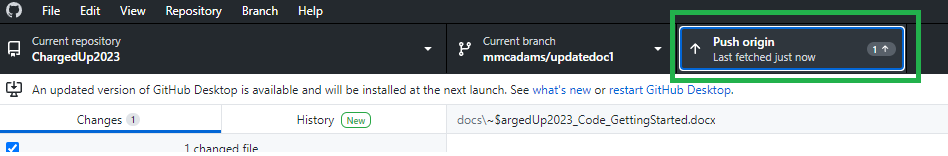 File Edit View Repository Branch Help
Current repository
ChargedUp2023
Current branch
mmcadams/updatedoc1
Push origin
Last fetched just now
1
An updated version of GitHub Desktop is available and will be installed at the next launch. See what's new or restart GitHub Desktop.
Changes 1
History New
docs\~$argedUp2023_Code_GettingStarted.docx
1 changed file